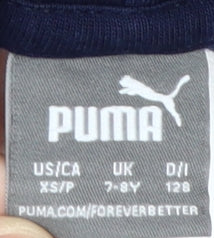 PUMA
US/CA UK D/I
XS/P 7-8Y 128
PUMA.COM/FOREVERBETTER